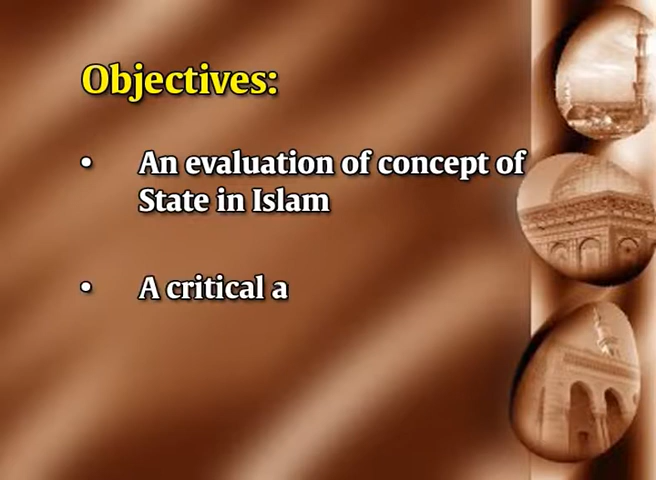 Objectives:
• An evaluation of concept of
State in Islam
• A critical a